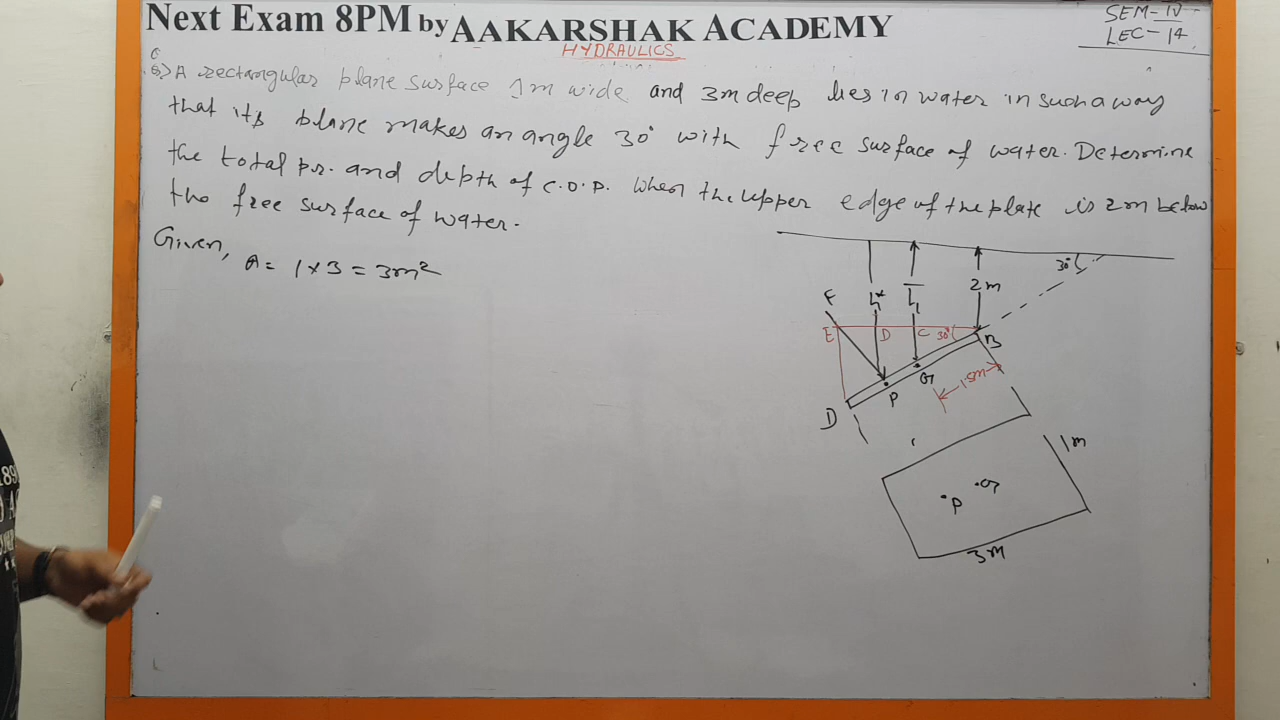 Next Exam 8PM by AAKARSHAK ACADEMY
SEM-IV
LEC-14
HYDRAULICS
Q> A rectangular plane surface 1m wide and 3m deep lies in water in such a way
that its plane makes an angle 30° with free surface of water. Determine
the total pr. and depth of C.O.P. when the upper edge of the plate is 2m below
the free surface of water.
Given,
A = 1 × 3 = 3m²
30°
2m
F
h*
E
D
C
30°
B
G
P
1.5m
D
1m
P
G
3m